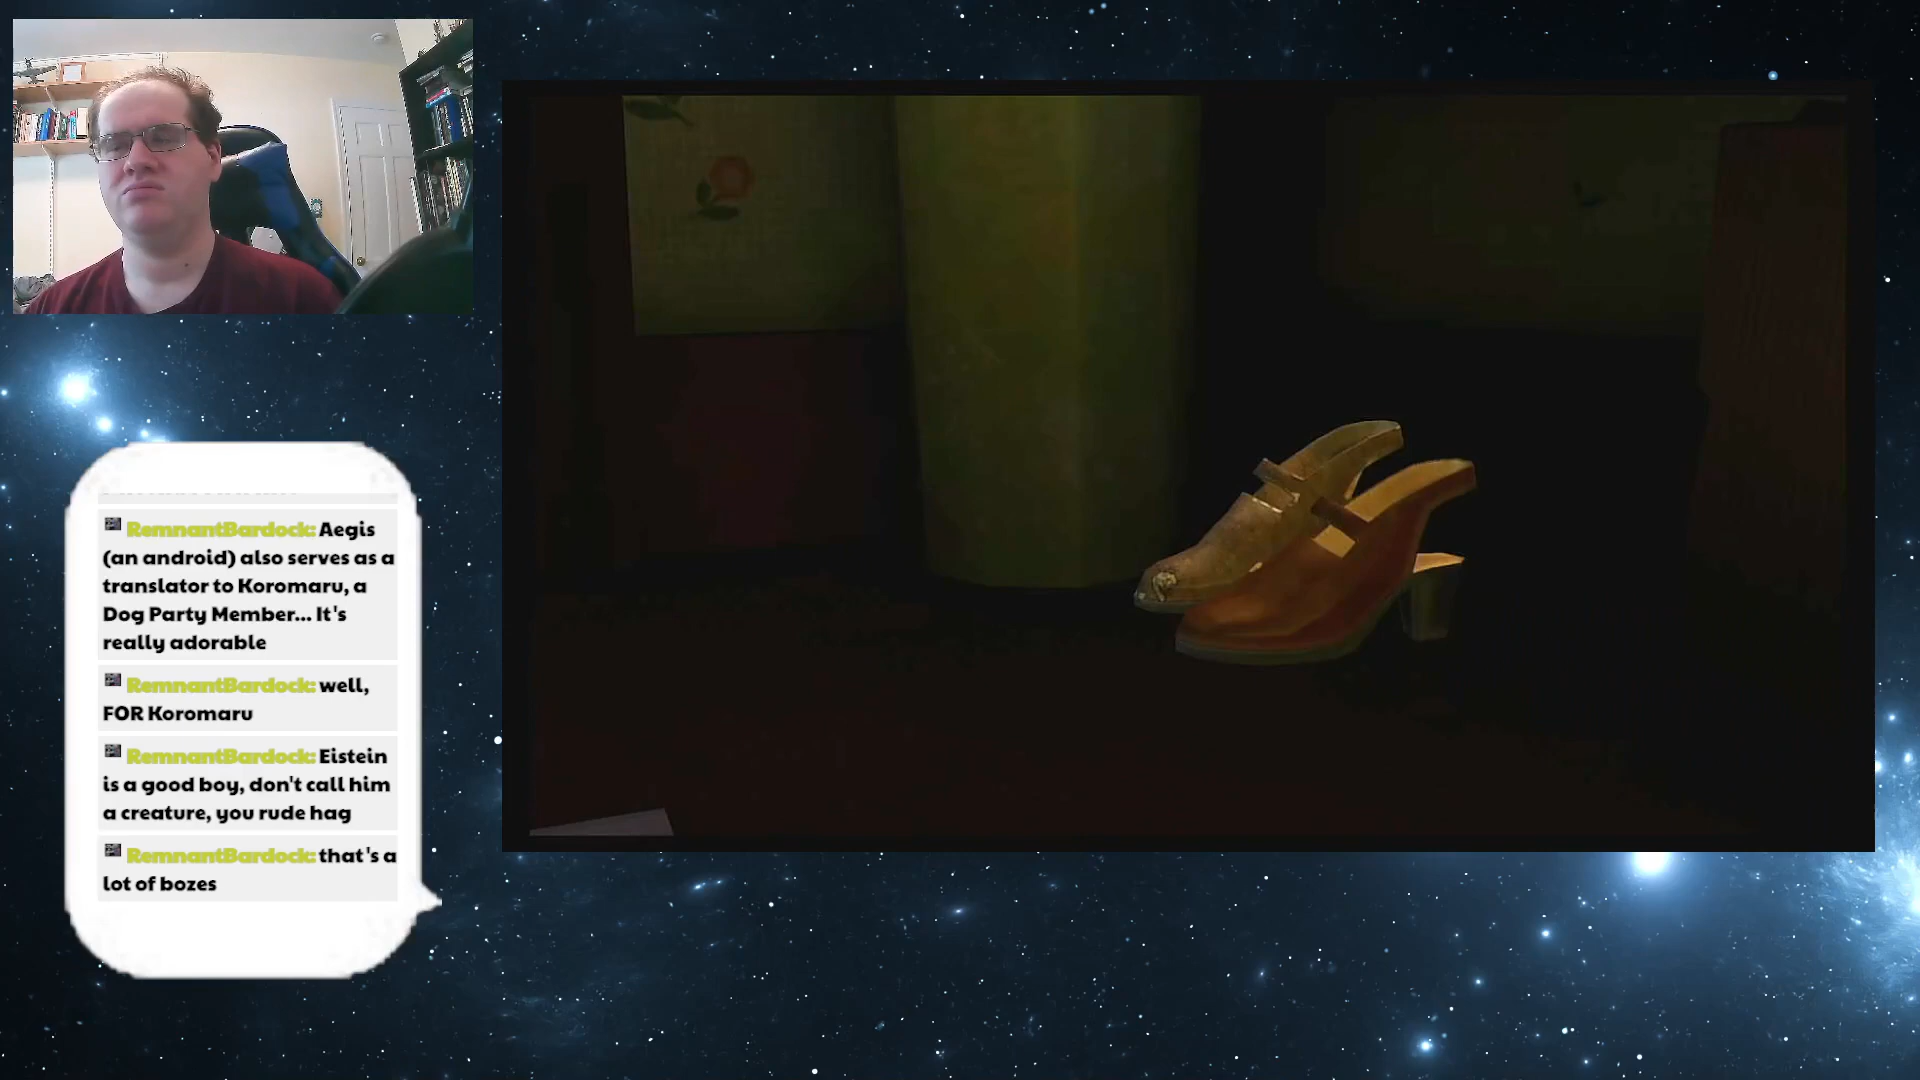 RemnantBardock: Aegis
(an android) also serves as a
translator to Koromaru, a
Dog Party Member... It's
really adorable
RemnantBardock: well,
FOR Koromaru
RemnantBardock: Eistein
is a good boy, don't call him
a creature, you rude hag
RemnantBardock: that's a
lot of bozes